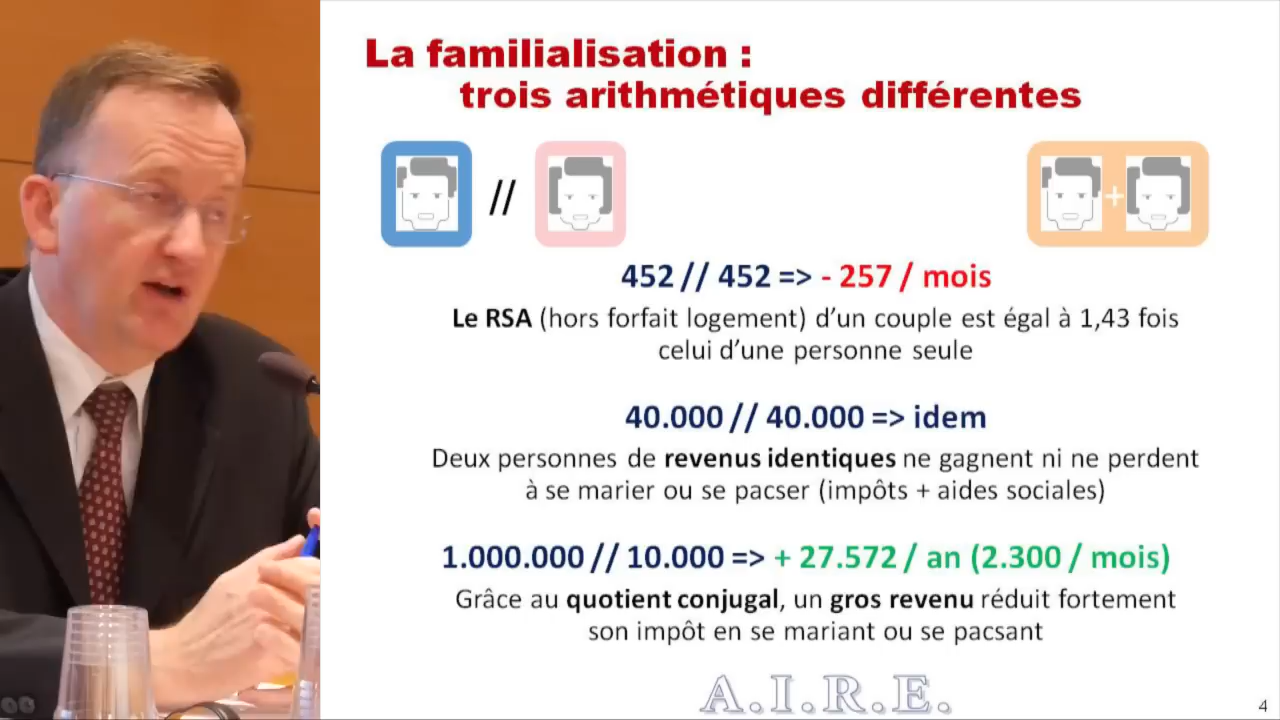 La familialisation :
trois arithmétiques différentes
//
+
452 // 452 => - 257 / mois
Le RSA (hors forfait logement) d’un couple est égal à 1,43 fois
celui d’une personne seule
40.000 // 40.000 => idem
Deux personnes de revenus identiques ne gagnent ni ne perdent
à se marier ou se pacser (impôts + aides sociales)
1.000.000 // 10.000 => + 27.572 / an (2.300 / mois)
Grâce au quotient conjugal, un gros revenu réduit fortement
son impôt en se mariant ou se pacsant
A.I.R.E.
4